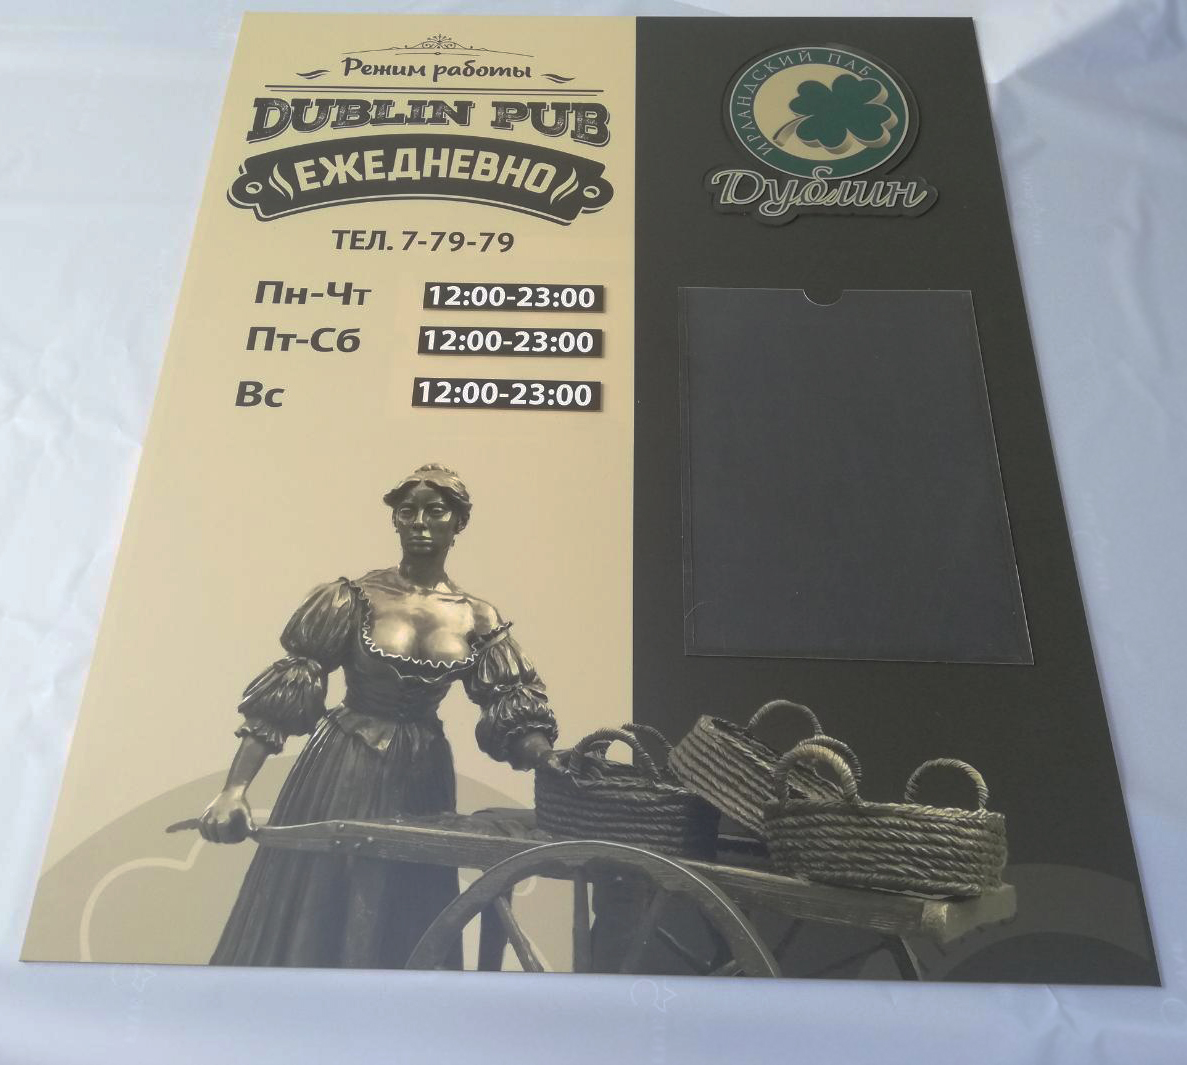 Режим работы
DUBLIN PUB
ЕЖЕДНЕВНО
ТЕЛ. 7-79-79
Пн-Чт 12:00-23:00
Пт-Сб 12:00-23:00
Вс 12:00-23:00
ИРЛАНДСКИЙ ПАБ
Дублин